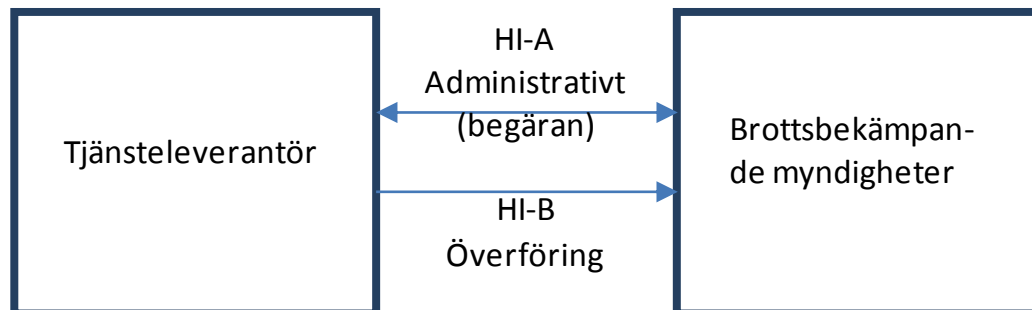 Tjänsteleverantör
HI-A
Administrativt
(begäran)
HI-B
Överföring
Brottsbekämpan-
de myndigheter